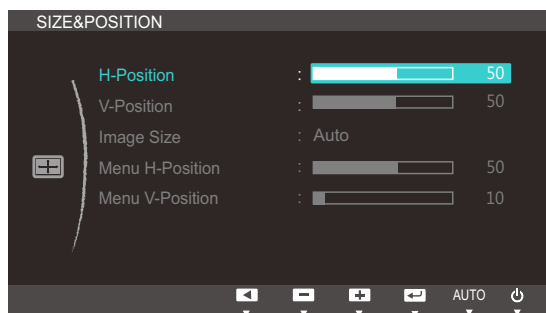 SIZE&POSITION
H-Position : 50
V-Position : 50
Image Size : Auto
Menu H-Position : 50
Menu V-Position : 10
AUTO